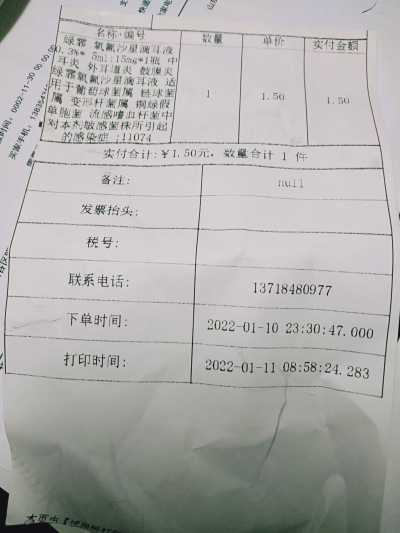 名称·编号 数量 单价 实付金额
绿霏 氧氟沙星滴耳液
0.3%* 5ml:15mg*1瓶 中
耳炎 外耳道炎 鼓膜炎
绿霏氧氟沙星滴耳液 适
用于葡萄球菌属 链球菌
属 变形杆菌属 铜绿假
单胞菌 流感嗜血杆菌中
对本剂敏感菌株所引起
的感染症 :11074
1 1.50 1.50
实付合计:¥1.50元, 数量合计 1 件
备注: null
发票抬头:
税号:
联系电话: 13718480977
下单时间: 2022-01-10 23:30:47.000
打印时间: 2022-01-11 08:58:24.283